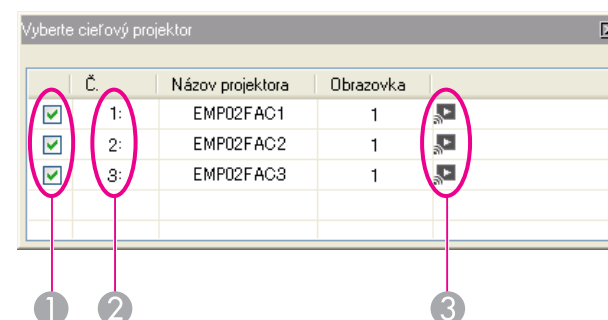 Vyberte cieľový projektor
Č. Názov projektora Obrazovka
1: EMP02FAC1 1
2: EMP02FAC2 1
3: EMP02FAC3 1
1 2 3